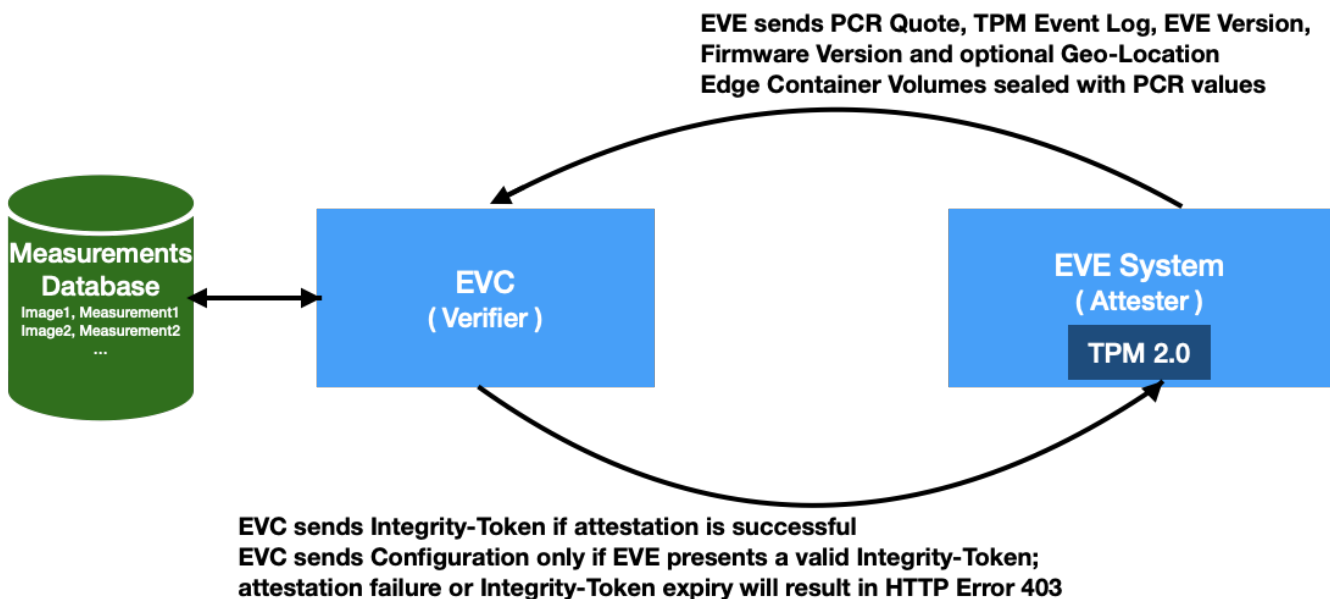 EVE sends PCR Quote, TPM Event Log, EVE Version,
Firmware Version and optional Geo-Location
Edge Container Volumes sealed with PCR values
Measurements
Database
Image1, Measurement1
Image2, Measurement2
...
EVC
( Verifier )
EVE System
( Attester )
TPM 2.0
EVC sends Integrity-Token if attestation is successful
EVC sends Configuration only if EVE presents a valid Integrity-Token;
attestation failure or Integrity-Token expiry will result in HTTP Error 403